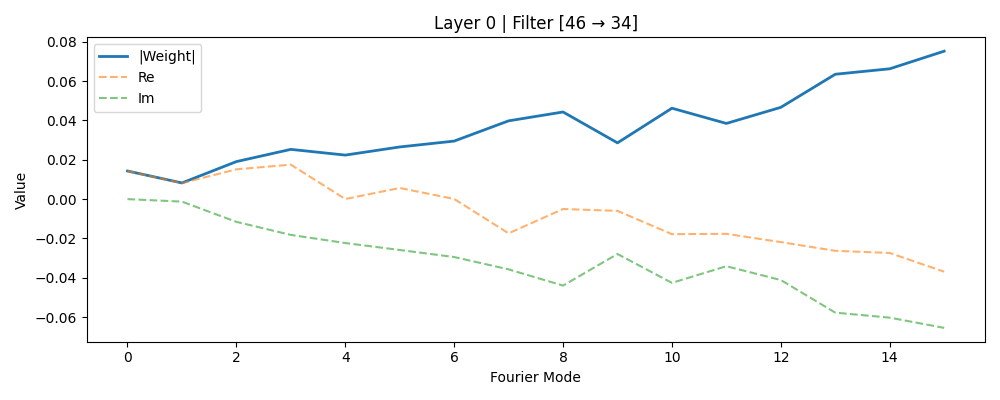 Layer 0 | Filter [46 → 34]
0.08
0.06
0.04
0.02
0.00
−0.02
−0.04
−0.06
Value
|Weight|
Re
Im
0 2 4 6 8 10 12 14
Fourier Mode